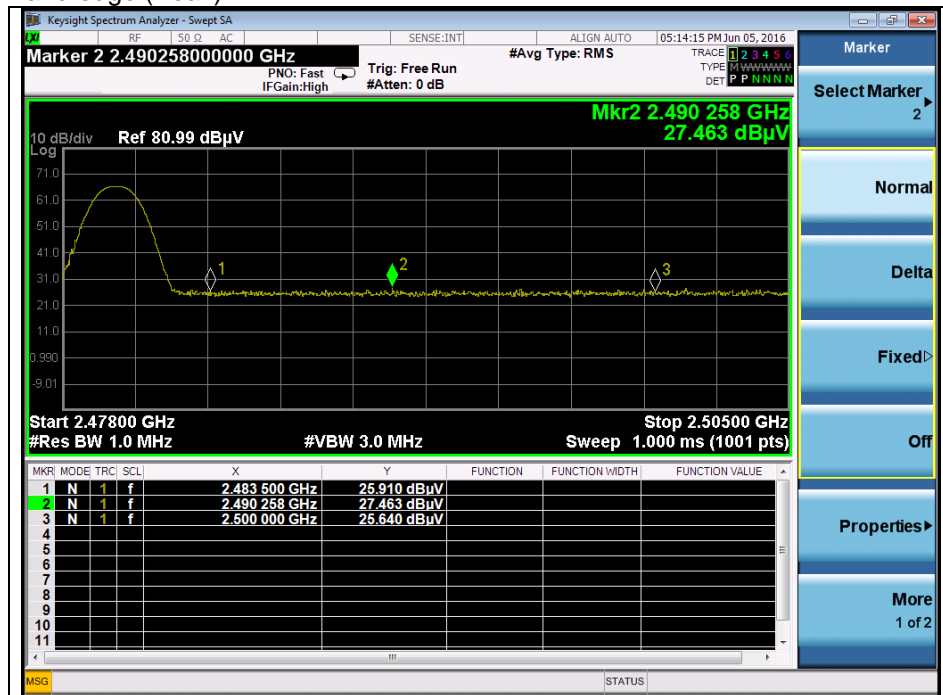 Keysight Spectrum Analyzer - Swept SA
LXI RF 50 Ω AC SENSE:INT ALIGN AUTO 05:14:15 PM Jun 05, 2016
Marker 2 2.490258000000 GHz
PNO: Fast
IFGain:High
Trig: Free Run
#Atten: 0 dB
#Avg Type: RMS
TRACE 1 2 3 4 5 6
TYPE M W W W W W
DET P P N N N N
Mkr2 2.490 258 GHz
27.463 dBµV
10 dB/div Ref 80.99 dBµV
Log
71.0
61.0
51.0
41.0
31.0
21.0
11.0
0.990
-9.01
1
2
3
Start 2.47800 GHz Stop 2.50500 GHz
#Res BW 1.0 MHz #VBW 3.0 MHz Sweep 1.000 ms (1001 pts)
MKR MODE TRC SCL X Y FUNCTION FUNCTION WIDTH FUNCTION VALUE
1 N 1 f 2.483 500 GHz 25.910 dBµV
2 N 1 f 2.490 258 GHz 27.463 dBµV
3 N 1 f 2.500 000 GHz 25.640 dBµV
4
5
6
7
8
9
10
11
MSG STATUS
Marker
Select Marker
2
Normal
Delta
Fixed
Off
Properties
More
1 of 2